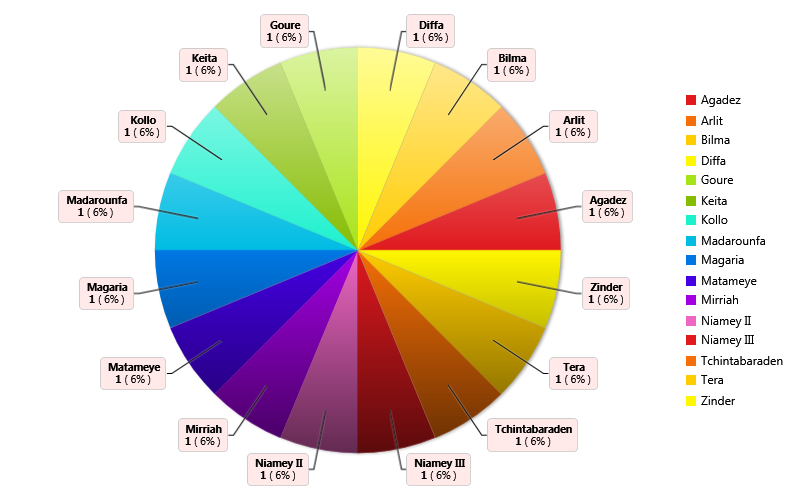 Goure
1 ( 6% )
Diffa
1 ( 6% )
Keita
1 ( 6% )
Bilma
1 ( 6% )
Kollo
1 ( 6% )
Arlit
1 ( 6% )
Madarounfa
1 ( 6% )
Agadez
1 ( 6% )
Magaria
1 ( 6% )
Zinder
1 ( 6% )
Matameye
1 ( 6% )
Tera
1 ( 6% )
Mirriah
1 ( 6% )
Tchintabaraden
1 ( 6% )
Niamey II
1 ( 6% )
Niamey III
1 ( 6% )
Agadez
Arlit
Bilma
Diffa
Goure
Keita
Kollo
Madarounfa
Magaria
Matameye
Mirriah
Niamey II
Niamey III
Tchintabaraden
Tera
Zinder